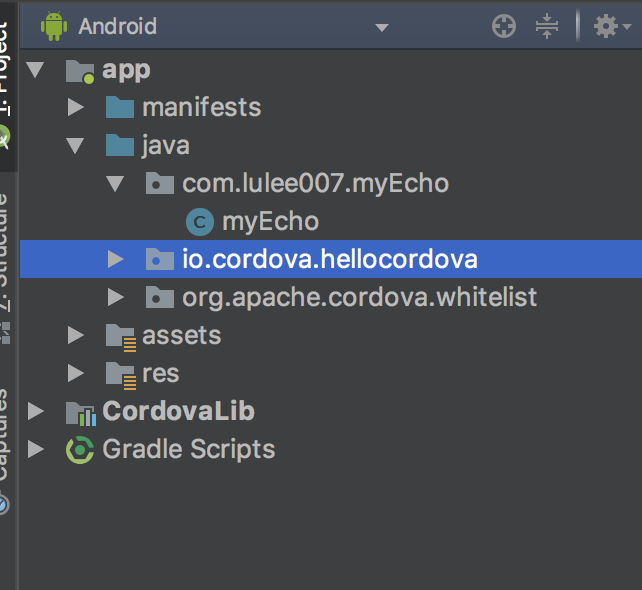 Android
1: Project
app
manifests
java
com.lulee007.myEcho
C myEcho
io.cordova.hellocordova
org.apache.cordova.whitelist
7: Structure
assets
res
CordovaLib
Captures
Gradle Scripts